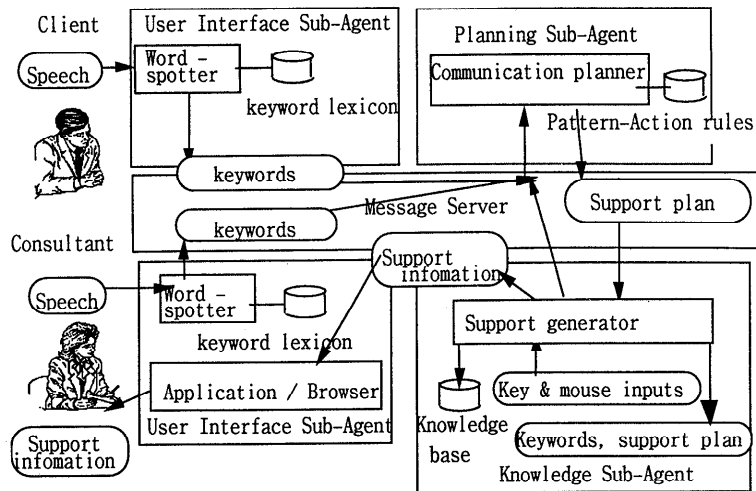 Client
User Interface Sub-Agent
Planning Sub-Agent
Speech
Word -
spotter
keyword lexicon
Communication planner
Pattern-Action rules
keywords
Message Server
keywords
Support plan
Consultant
Support
infomation
Speech
Word -
spotter
keyword lexicon
Support generator
Application / Browser
User Interface Sub-Agent
Key & mouse inputs
Knowledge
base
Keywords, support plan
Knowledge Sub-Agent
Support
infomation